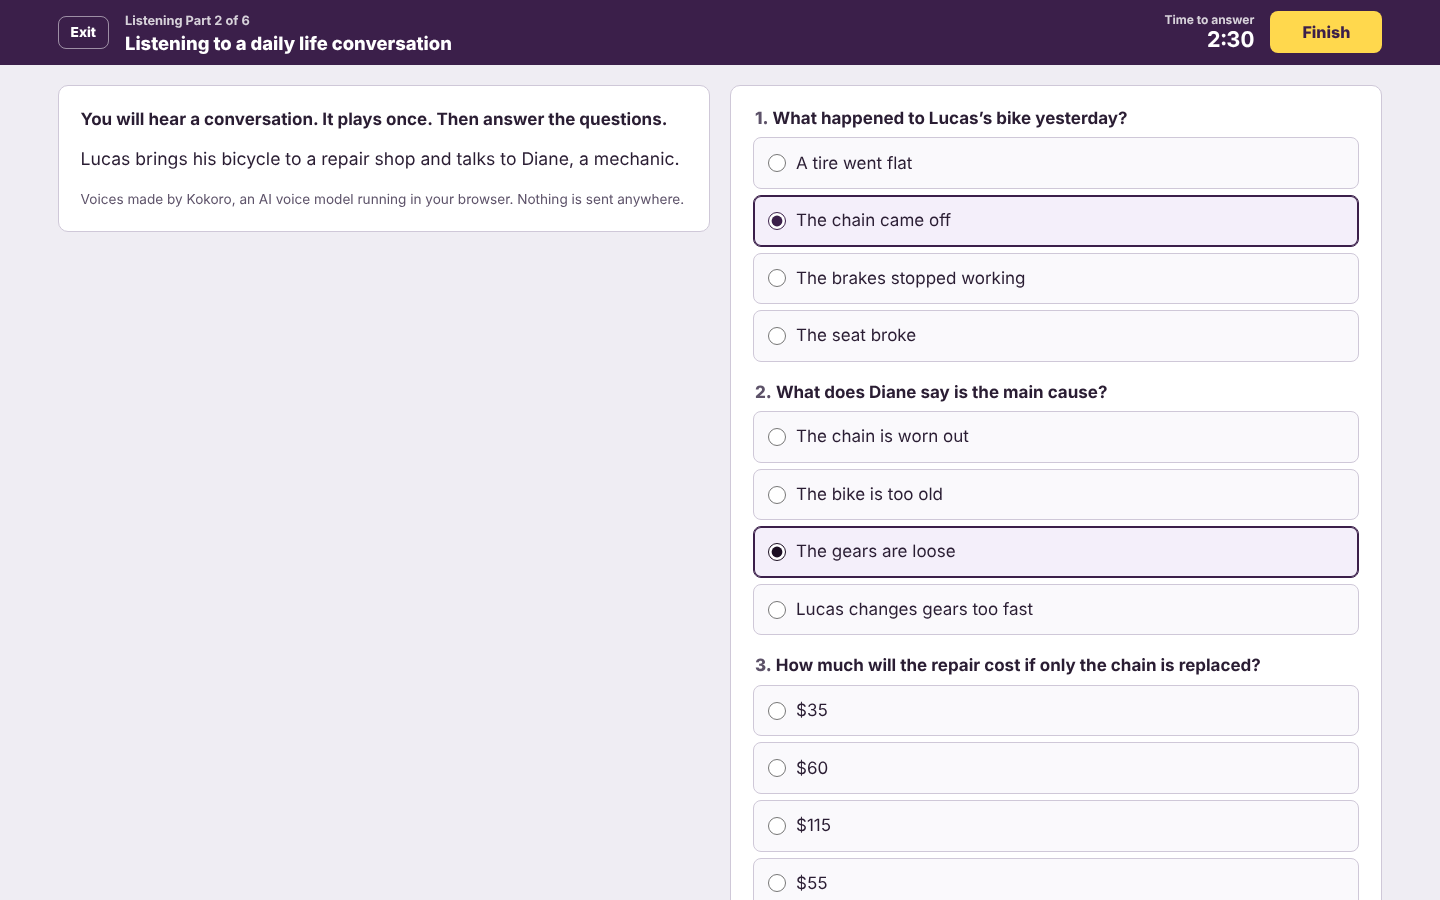 Exit
Listening Part 2 of 6
Listening to a daily life conversation
Time to answer
2:30
Finish
You will hear a conversation. It plays once. Then answer the questions.
Lucas brings his bicycle to a repair shop and talks to Diane, a mechanic.
Voices made by Kokoro, an AI voice model running in your browser. Nothing is sent anywhere.
1. What happened to Lucas’s bike yesterday?
A tire went flat
The chain came off
The brakes stopped working
The seat broke
2. What does Diane say is the main cause?
The chain is worn out
The bike is too old
The gears are loose
Lucas changes gears too fast
3. How much will the repair cost if only the chain is replaced?
$35
$60
$115
$55